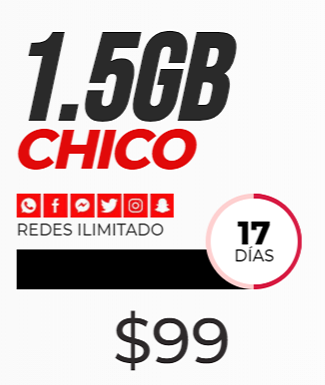 1.5GB
CHICO
REDES ILIMITADO
17
DÍAS
$99